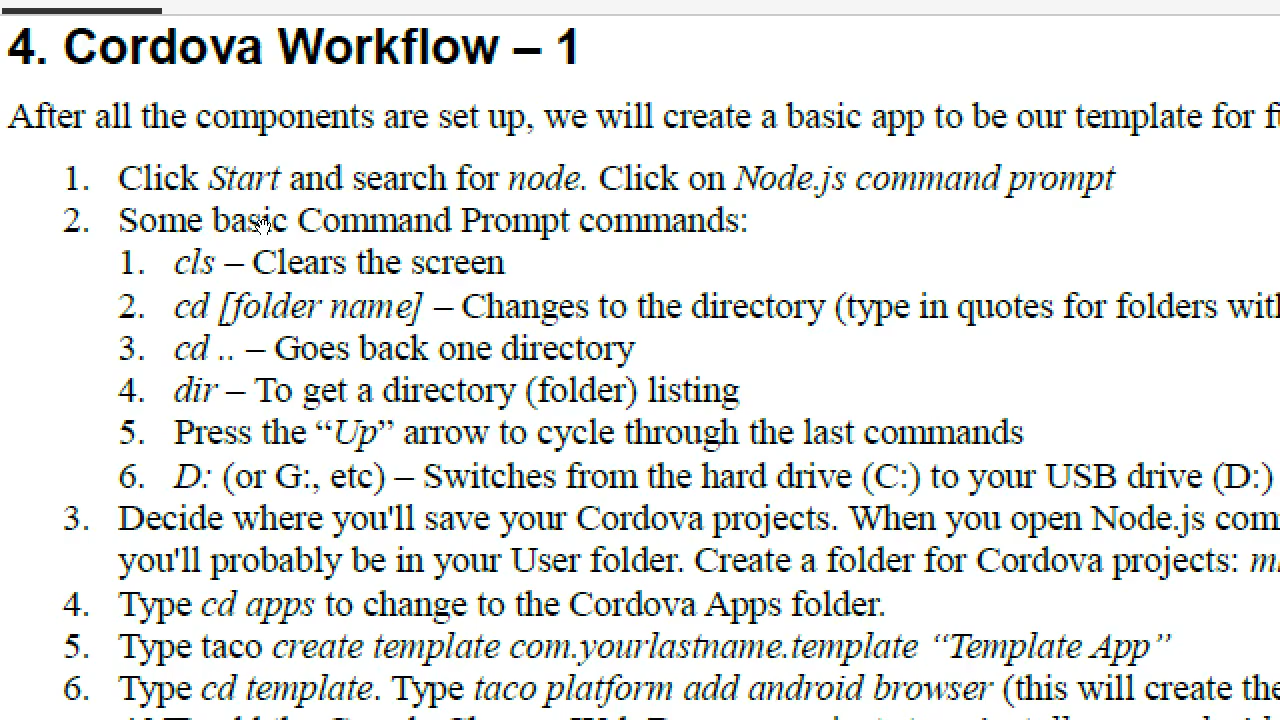 4. Cordova Workflow – 1
After all the components are set up, we will create a basic app to be our template for
1. Click Start and search for node. Click on Node.js command prompt
2. Some basic Command Prompt commands:
1. cls – Clears the screen
2. cd [folder name] – Changes to the directory (type in quotes for folders
3. cd .. – Goes back one directory
4. dir – To get a directory (folder) listing
5. Press the “Up” arrow to cycle through the last commands
6. D: (or G:, etc) – Switches from the hard drive (C:) to your USB drive (D:)
3. Decide where you'll save your Cordova projects. When you open Node.js
you'll probably be in your User folder. Create a folder for Cordova projects:
4. Type cd apps to change to the Cordova Apps folder.
5. Type taco create template com.yourlastname.template “Template App”
6. Type cd template. Type taco platform add android browser (this will create the